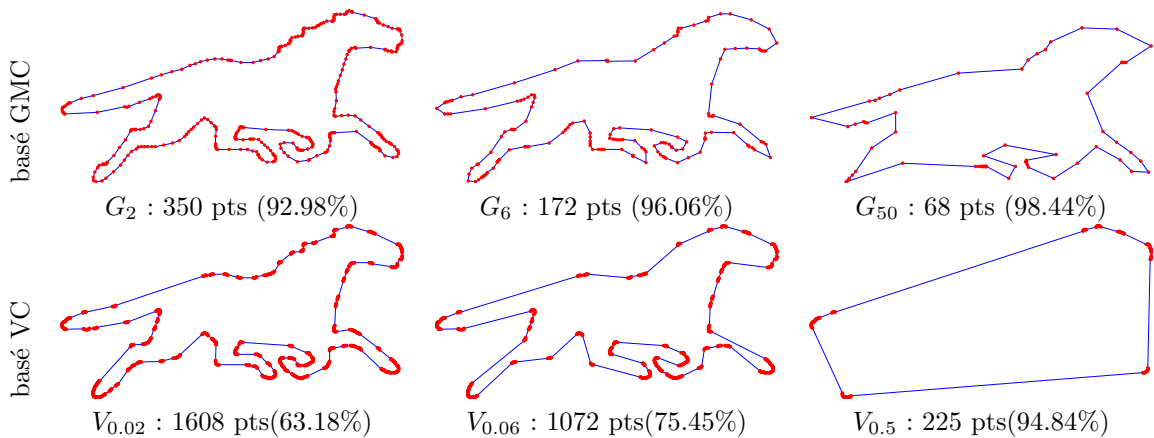 basé GMC
G₂ : 350 pts (92.98%)
G₆ : 172 pts (96.06%)
G₅₀ : 68 pts (98.44%)
basé VC
V₀.₀₂ : 1608 pts(63.18%)
V₀.₀₆ : 1072 pts(75.45%)
V₀.₅ : 225 pts(94.84%)